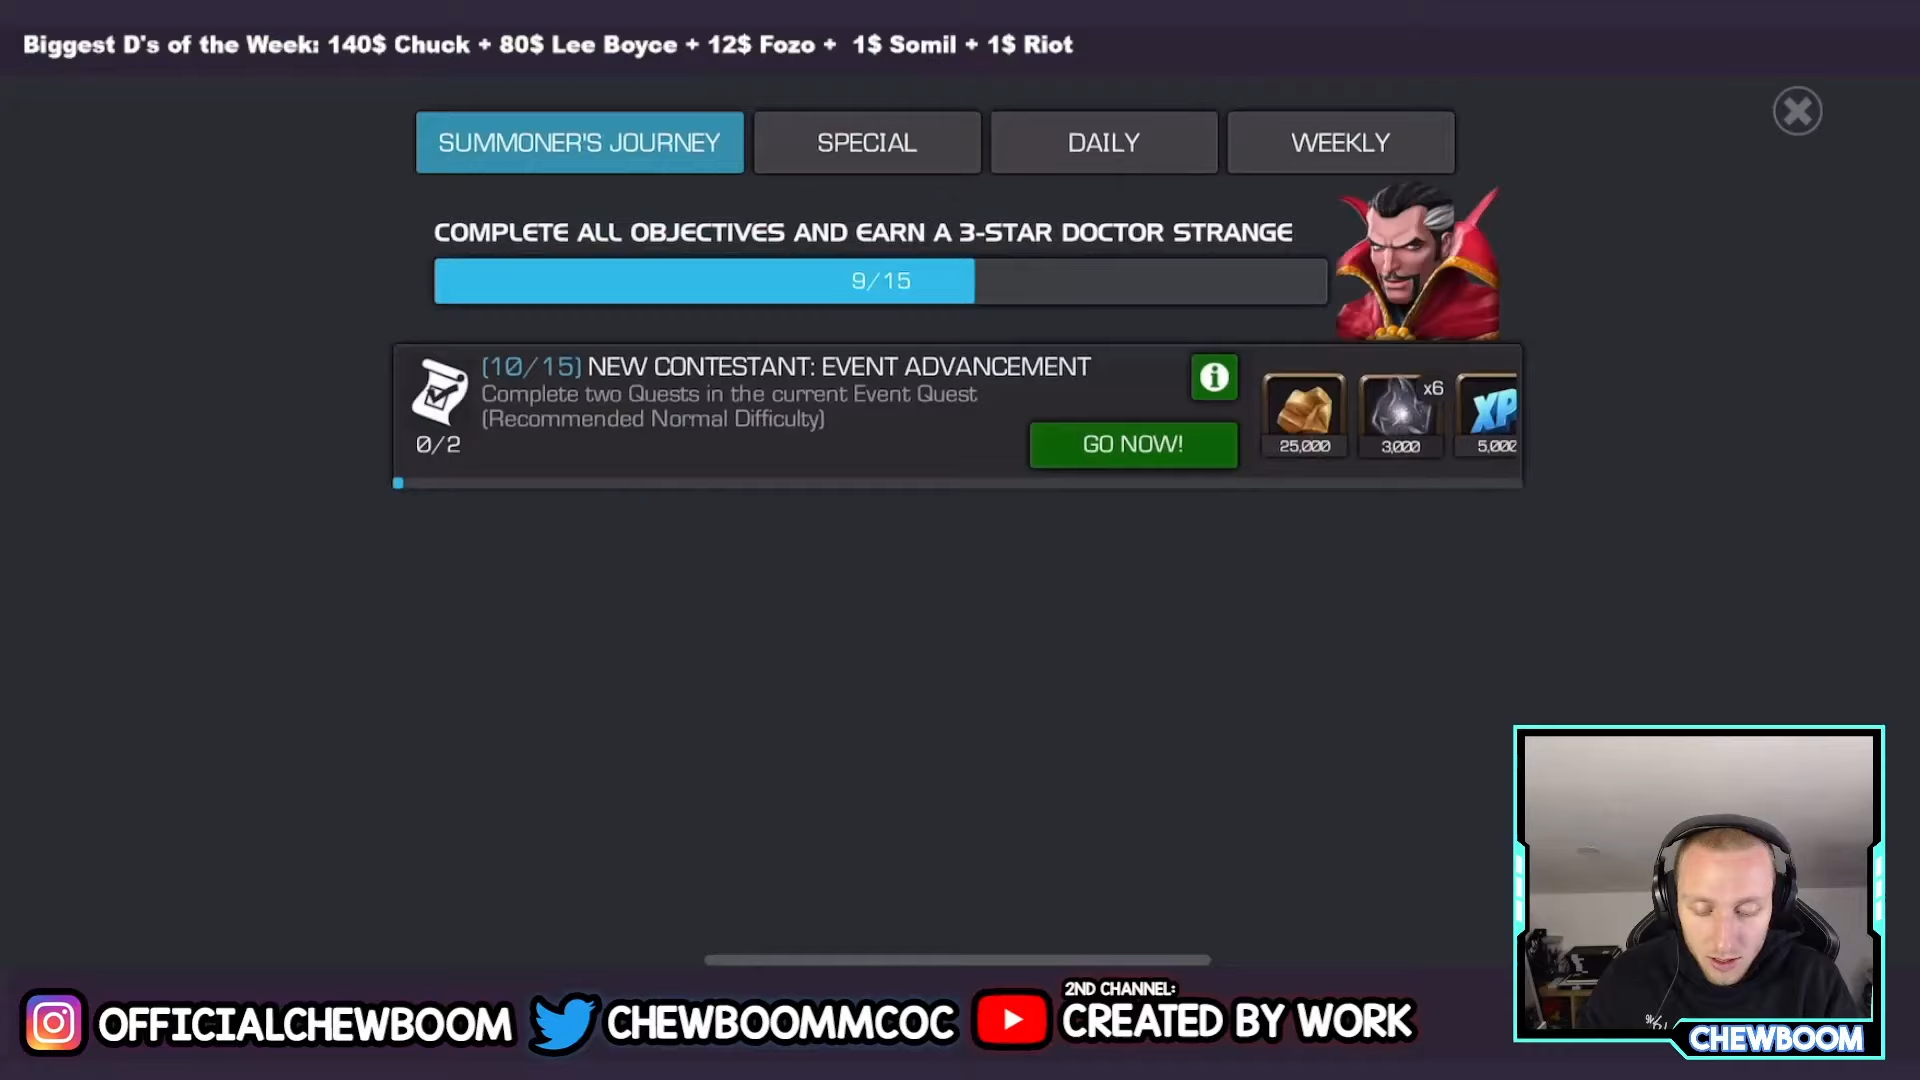 Biggest D's of the Week: 140$ Chuck + 80$ Lee Boyce + 12$ Fozo +  1$ Somil + 1$ Riot
SUMMONER'S JOURNEY
SPECIAL
DAILY
WEEKLY
COMPLETE ALL OBJECTIVES AND EARN A 3-STAR DOCTOR STRANGE
9/15
(10/15) NEW CONTESTANT: EVENT ADVANCEMENT
Complete two Quests in the current Event Quest
(Recommended Normal Difficulty)
0/2
GO NOW!
25,000
x6
3,000
XP
5,000
OFFICIALCHEWBOOM
CHEWBOOMMCOC
2ND CHANNEL:
CREATED BY WORK
CHEWBOOM